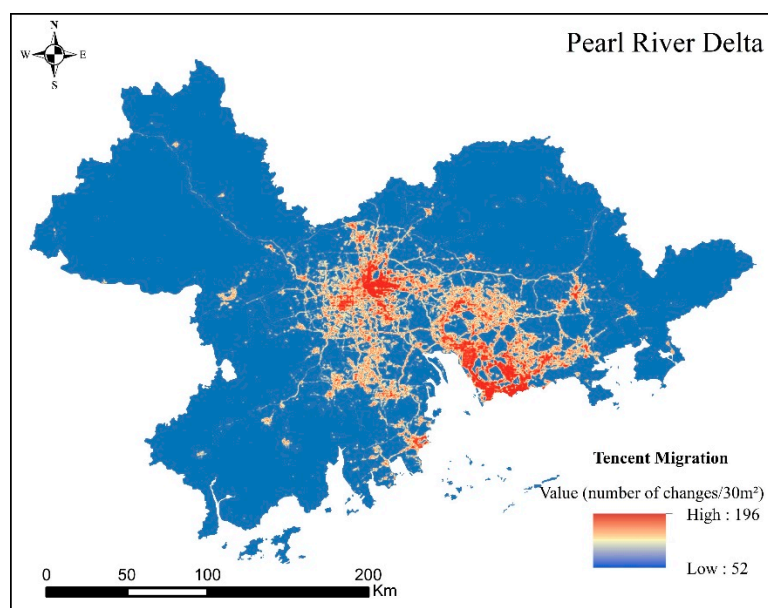 N
Pearl River Delta
W E
S
Tencent Migration
Value (number of changes/30m²)
High : 196
Low : 52
0 50 100 200
Km